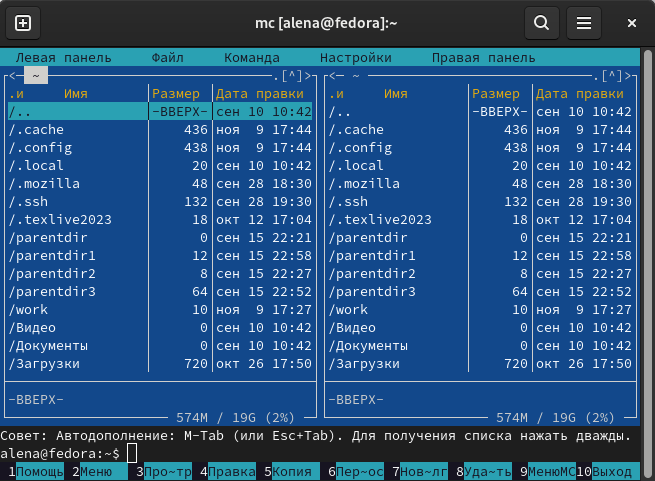 mc [alena@fedora]:~
Левая панель Файл Команда Настройки Правая панель
<─ ~ .[^]> <─ ~ .[^]>
.и Имя Размер Дата правки .и Имя Размер Дата правки
/.. -ВВЕРХ- сен 10 10:42 /.. -ВВЕРХ- сен 10 10:42
/.cache 436 ноя 9 17:44 /.cache 436 ноя 9 17:44
/.config 438 ноя 9 17:44 /.config 438 ноя 9 17:44
/.local 20 сен 10 10:42 /.local 20 сен 10 10:42
/.mozilla 48 сен 28 18:30 /.mozilla 48 сен 28 18:30
/.ssh 132 сен 28 19:30 /.ssh 132 сен 28 19:30
/.texlive2023 18 окт 12 17:04 /.texlive2023 18 окт 12 17:04
/parentdir 0 сен 15 22:21 /parentdir 0 сен 15 22:21
/parentdir1 12 сен 15 22:58 /parentdir1 12 сен 15 22:58
/parentdir2 8 сен 15 22:27 /parentdir2 8 сен 15 22:27
/parentdir3 64 сен 15 22:52 /parentdir3 64 сен 15 22:52
/work 10 ноя 9 17:27 /work 10 ноя 9 17:27
/Видео 0 сен 10 10:42 /Видео 0 сен 10 10:42
/Документы 0 сен 10 10:42 /Документы 0 сен 10 10:42
/Загрузки 720 окт 26 17:50 /Загрузки 720 окт 26 17:50
-ВВЕРХ- -ВВЕРХ-
574M / 19G (2%) 574M / 19G (2%)
Совет: Автодополнение: M-Tab (или Esc+Tab). Для получения списка нажать дважды.
alena@fedora:~$
1Помощь 2Меню 3Про~тр 4Правка 5Копия 6Пер~ос 7Нов~лг 8Уда~ть 9МенюMC 10Выход